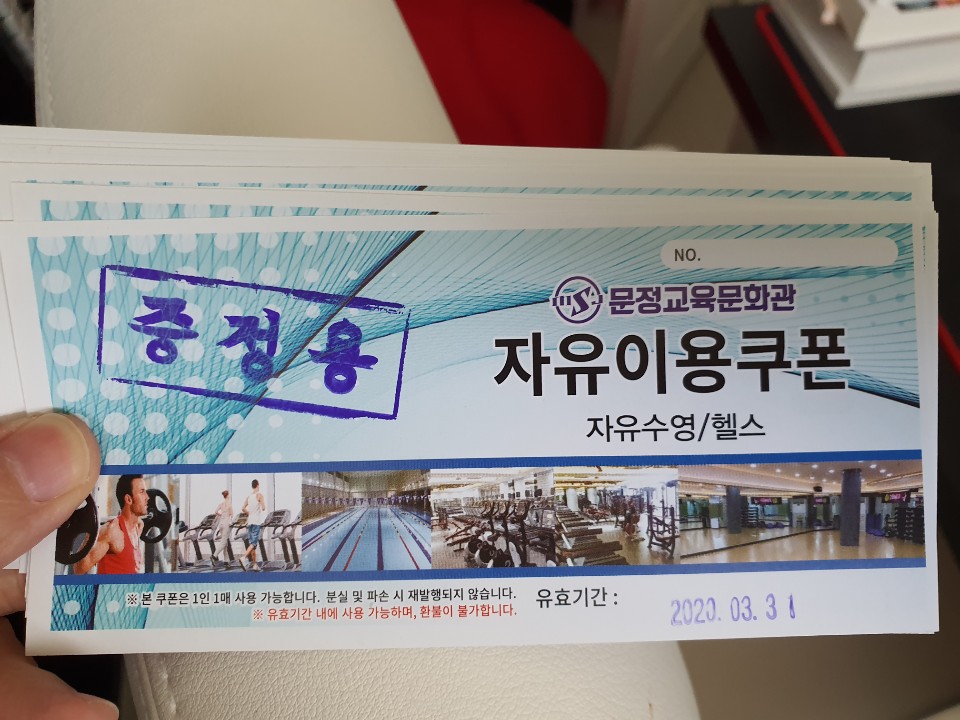 NO.
증정용
문정교육문화관
자유이용쿠폰
자유수영/헬스
※ 본 쿠폰은 1인 1매 사용 가능합니다. 분실 및 파손 시 재발행되지 않습니다.
※ 유효기간 내에 사용 가능하며, 환불이 불가합니다.
유효기간 :
2020. 03. 31